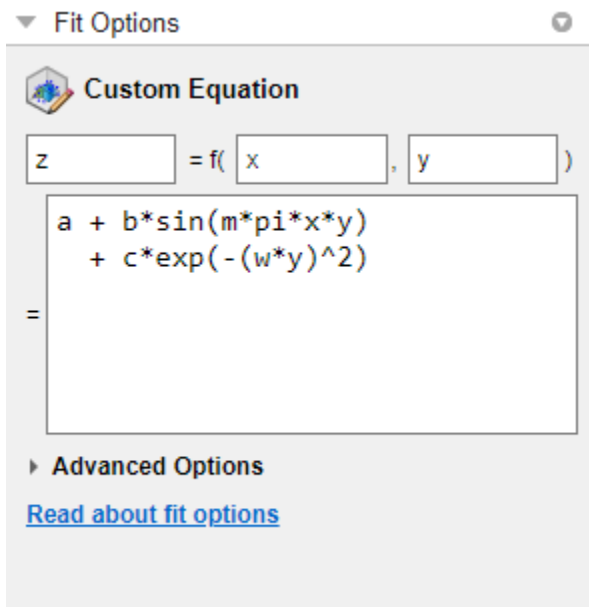 Fit Options
Custom Equation
z = f( x , y )
a + b*sin(m*pi*x*y)
+ c*exp(-(w*y)^2)
=
Advanced Options
Read about fit options